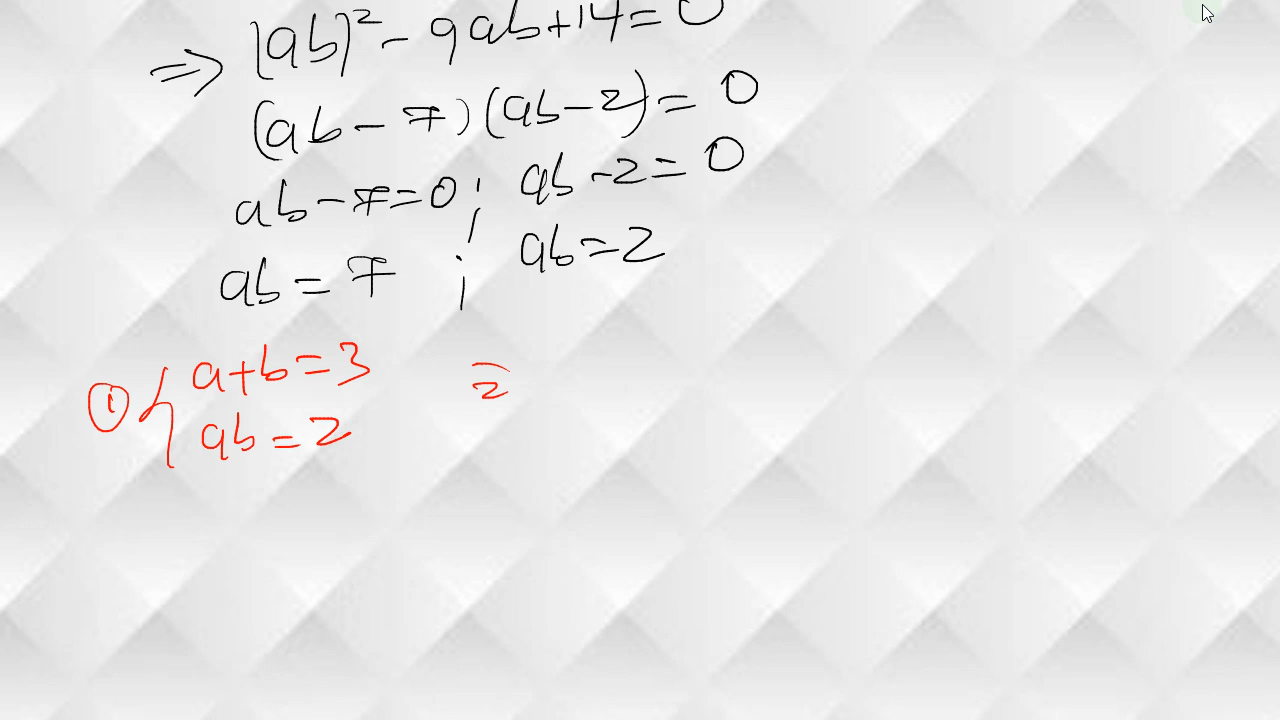 ⇒ (ab)² - 9ab+14=0
(ab - 7)(ab-2)= 0
ab-7=0 ; ab-2=0
ab = 7 ; ab=2
① { a+b=3
ab=2